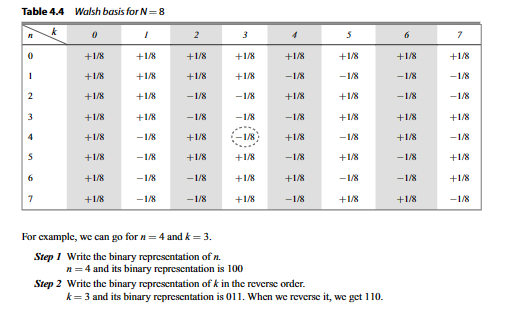 Table 4.4 Walsh basis for N = 8
n k 0 1 2 3 4 5 6 7
0 +1/8 +1/8 +1/8 +1/8 +1/8 +1/8 +1/8 +1/8
1 +1/8 +1/8 +1/8 +1/8 −1/8 −1/8 −1/8 −1/8
2 +1/8 +1/8 −1/8 −1/8 +1/8 +1/8 −1/8 −1/8
3 +1/8 +1/8 −1/8 −1/8 −1/8 −1/8 +1/8 +1/8
4 +1/8 −1/8 +1/8 −1/8 +1/8 −1/8 +1/8 −1/8
5 +1/8 −1/8 +1/8 +1/8 −1/8 +1/8 −1/8 +1/8
6 +1/8 −1/8 −1/8 +1/8 +1/8 −1/8 −1/8 +1/8
7 +1/8 −1/8 −1/8 +1/8 −1/8 +1/8 +1/8 −1/8
For example, we can go for n = 4 and k = 3.
Step 1 Write the binary representation of n.
n = 4 and its binary representation is 100
Step 2 Write the binary representation of k in the reverse order.
k = 3 and its binary representation is 011. When we reverse it, we get 110.